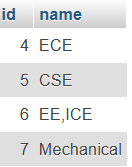 id name
4 ECE
5 CSE
6 EE,ICE
7 Mechanical